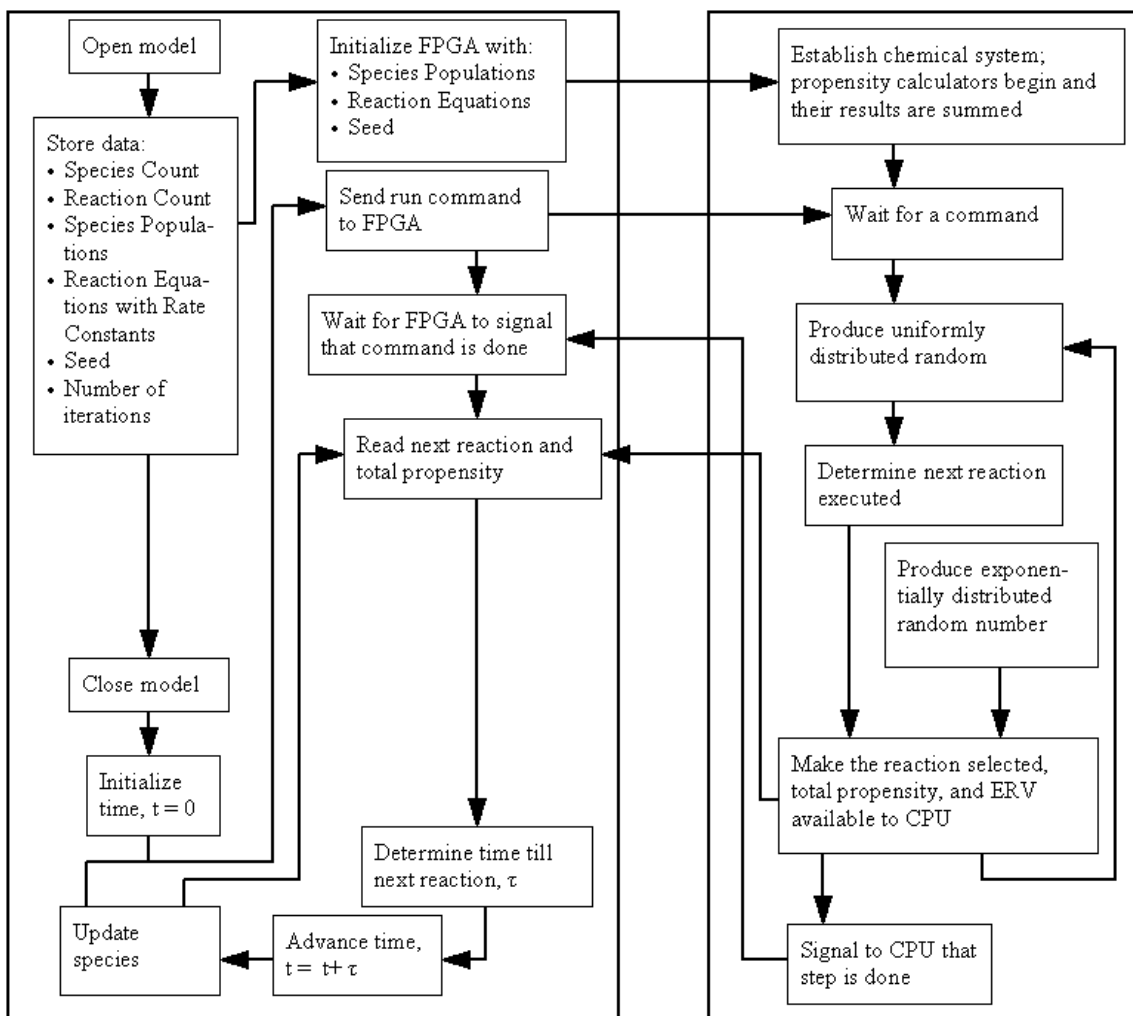 Open model
Store data:
• Species Count
• Reaction Count
• Species Popula-
tions
• Reaction Equa-
tions with Rate
Constants
• Seed
• Number of
iterations
Close model
Initialize
time, t = 0
Update
species
Initialize FPGA with:
• Species Populations
• Reaction Equations
• Seed
Send run command
to FPGA
Wait for FPGA to signal
that command is done
Read next reaction and
total propensity
Determine time till
next reaction, τ
Advance time,
t = t+ τ
Establish chemical system;
propensity calculators begin and
their results are summed
Wait for a command
Produce uniformly
distributed random
Determine next reaction
executed
Produce exponen-
tially distributed
random number
Make the reaction selected,
total propensity, and ERV
available to CPU
Signal to CPU that
step is done